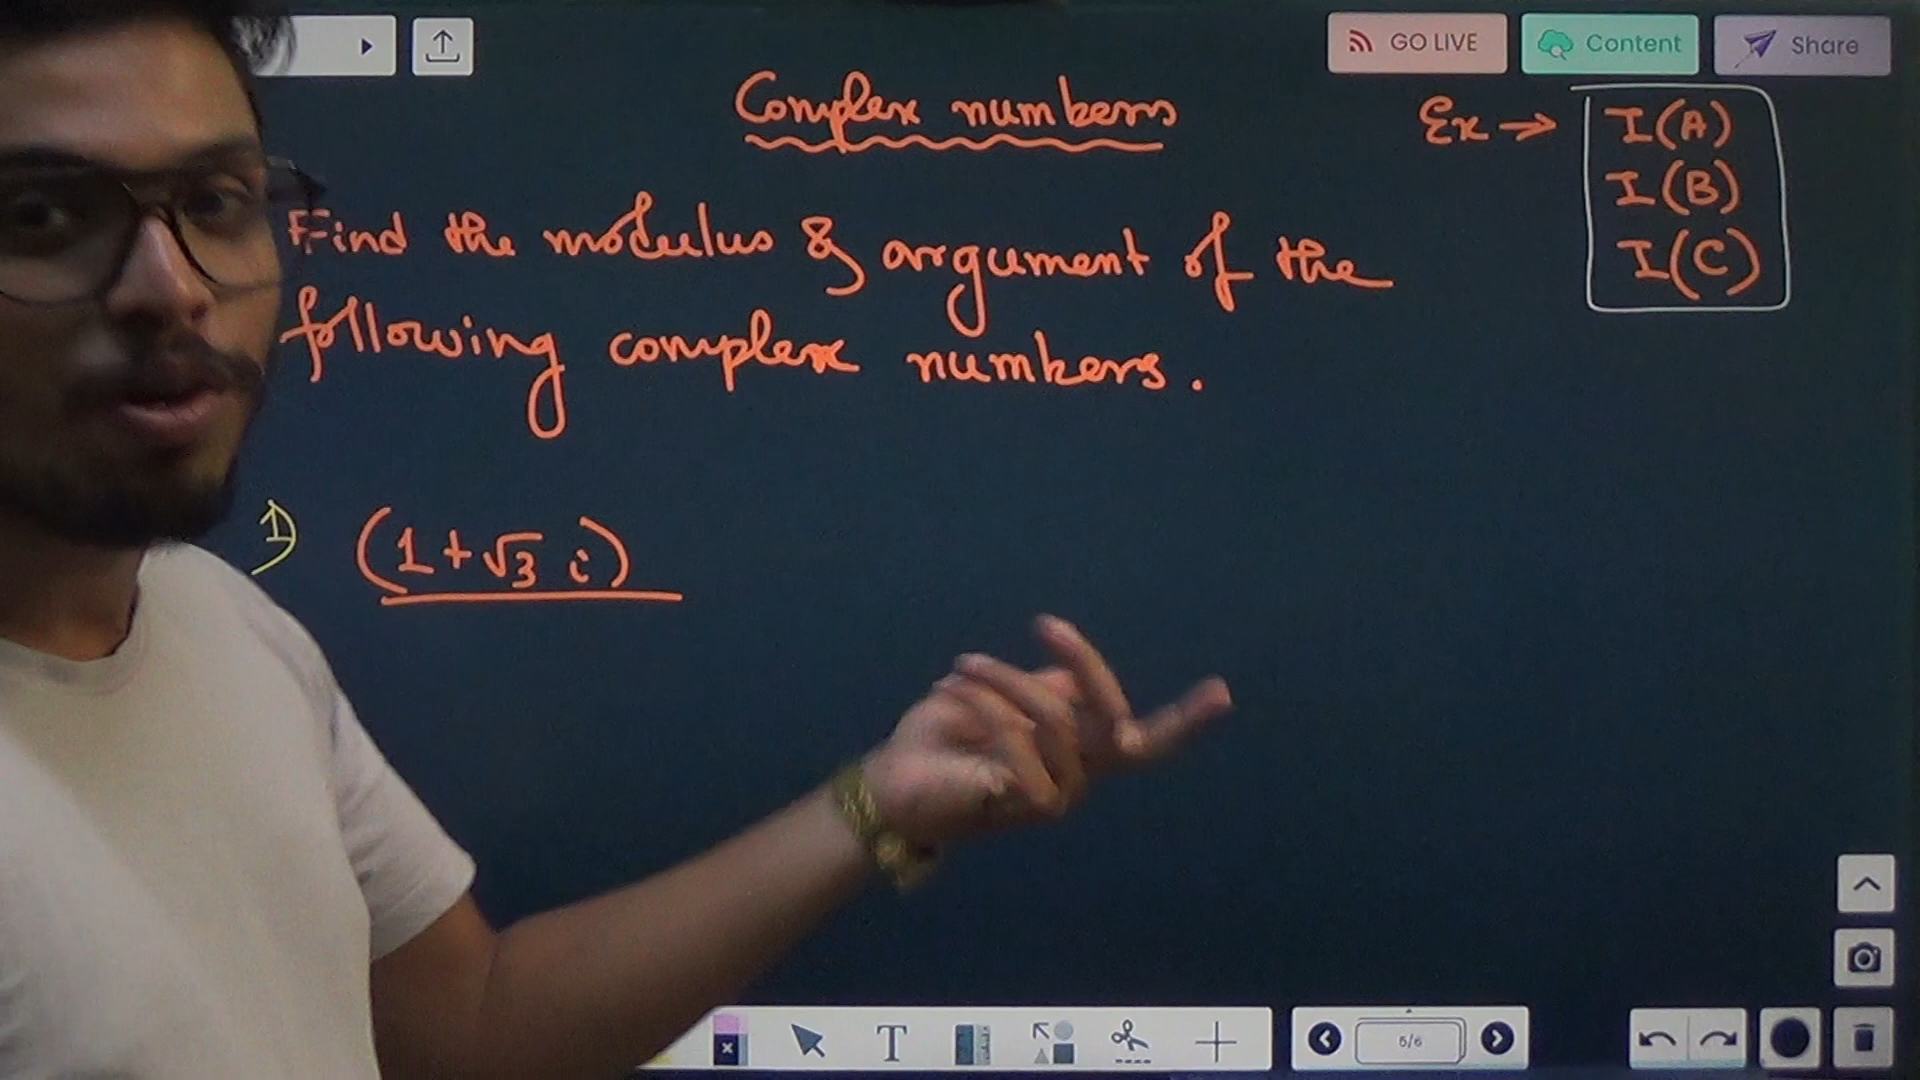 GO LIVE
Content
Share
Complex numbers
Ex → I(A)
I(B)
I(C)
Find the modulus & argument of the
following complex numbers.
1) (1+√3 i)
T
5/6